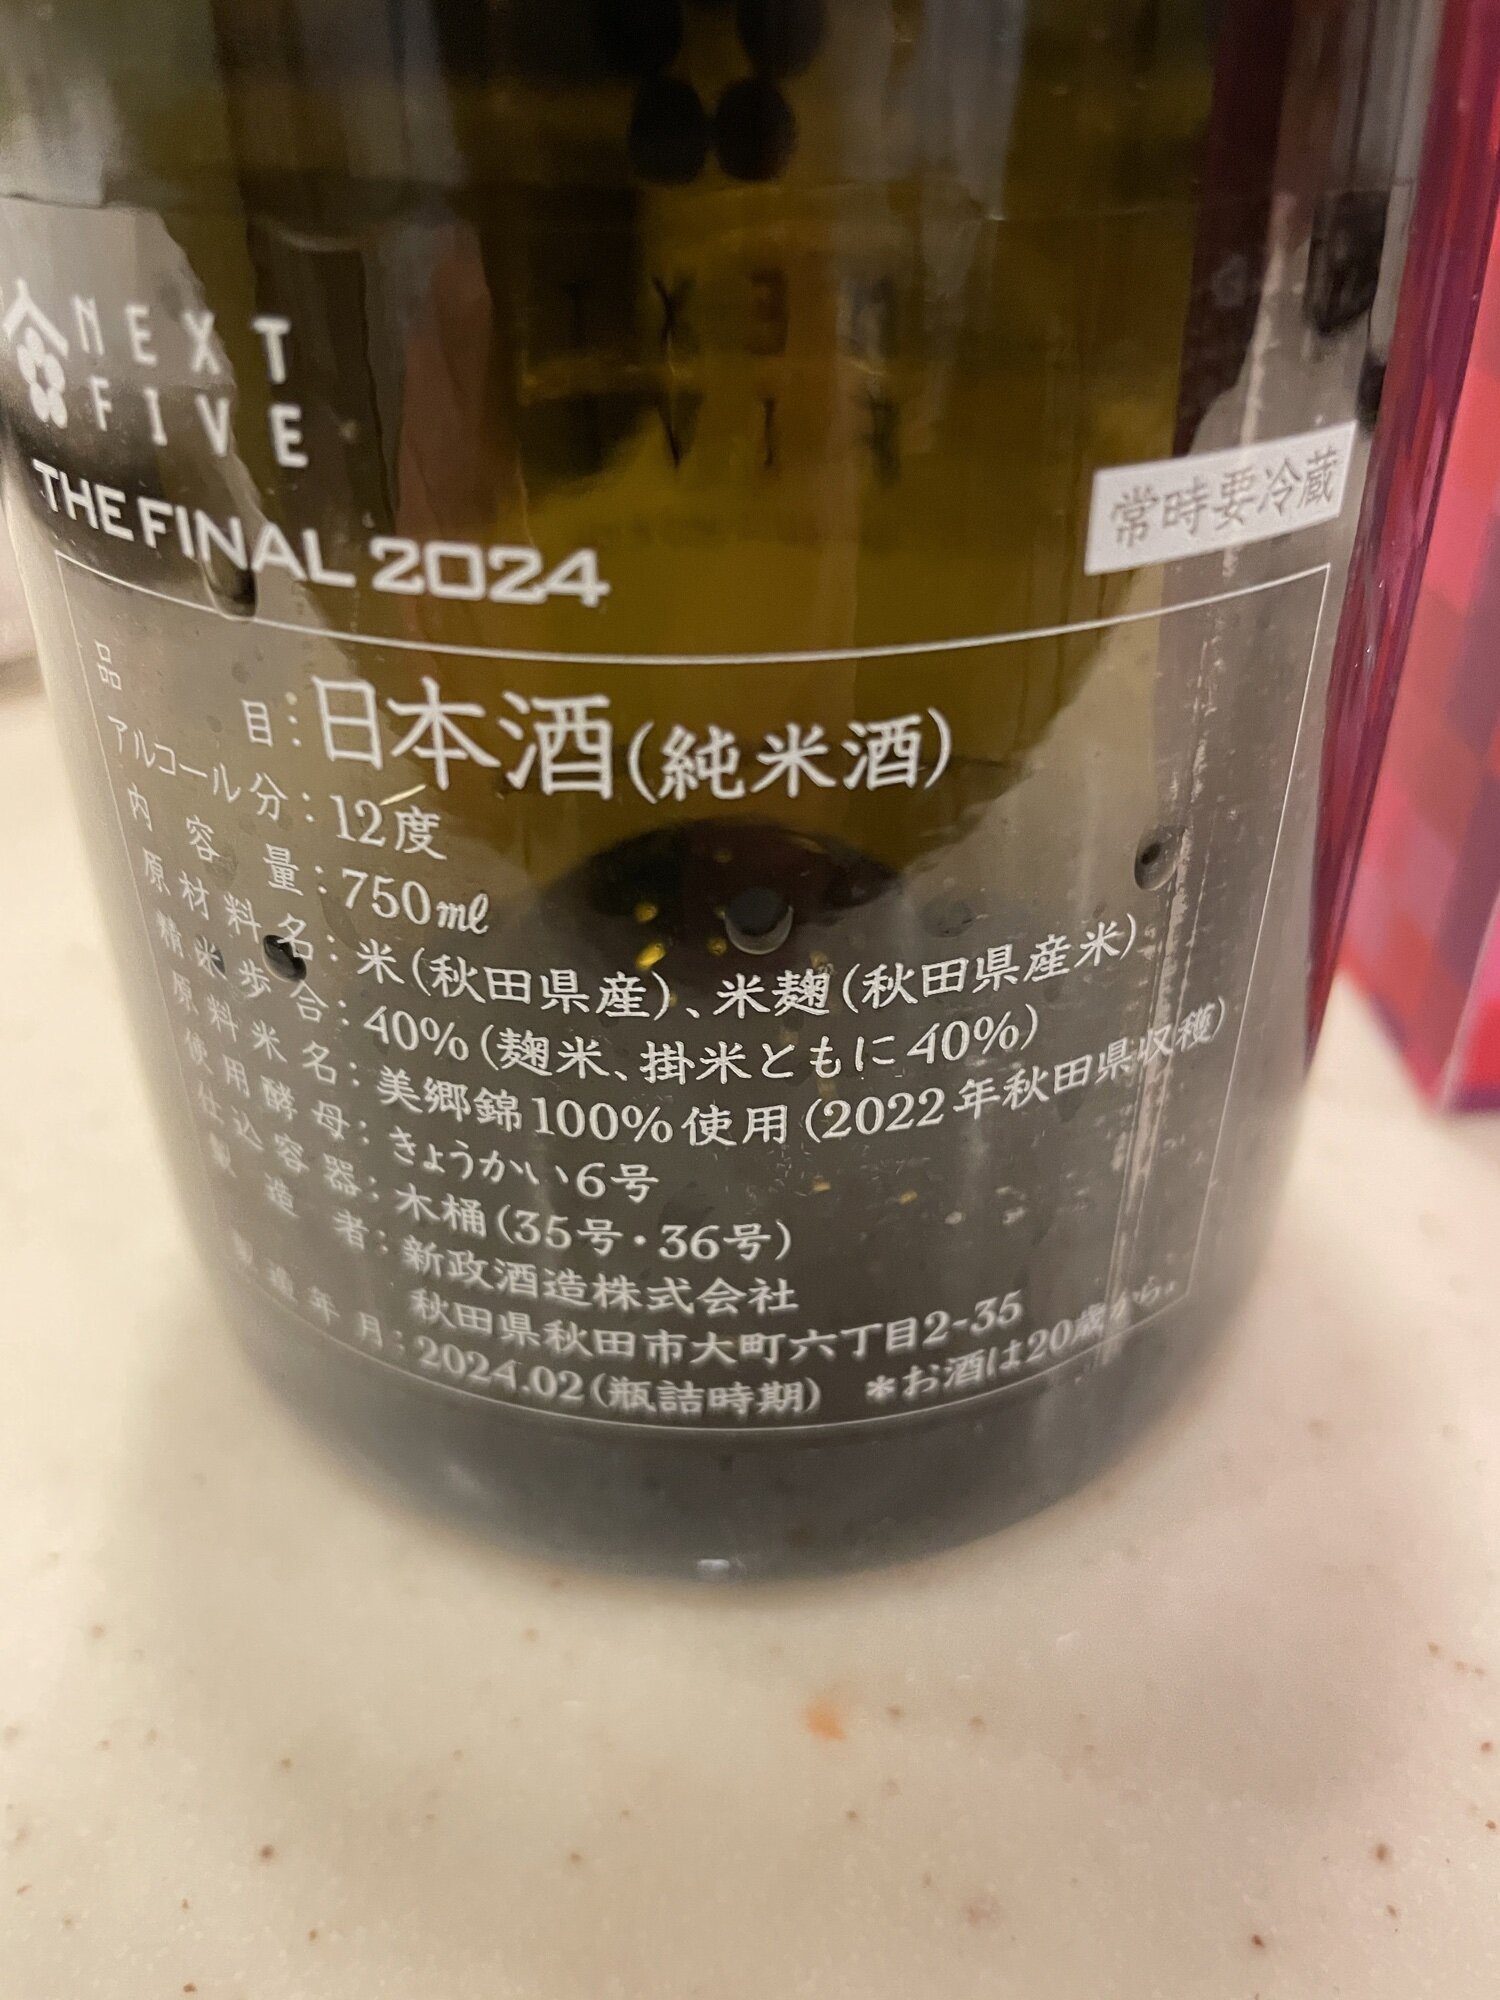 NEXT
FIVE
THE FINAL 2024
常時要冷蔵
品目：日本酒（純米酒）
アルコール分：12度
内容量：750㎖
原材料名：米（秋田県産）、米麹（秋田県産米）
精米歩合：40%（麹米、掛米ともに40%）
原料米名：美郷錦100%使用（2022年秋田県収穫）
使用酵母：きょうかい6号
仕込容器：木桶（35号・36号）
製造者：新政酒造株式会社
秋田県秋田市大町六丁目2-35
製造年月：2024.02（瓶詰時期） ＊お酒は20歳から。